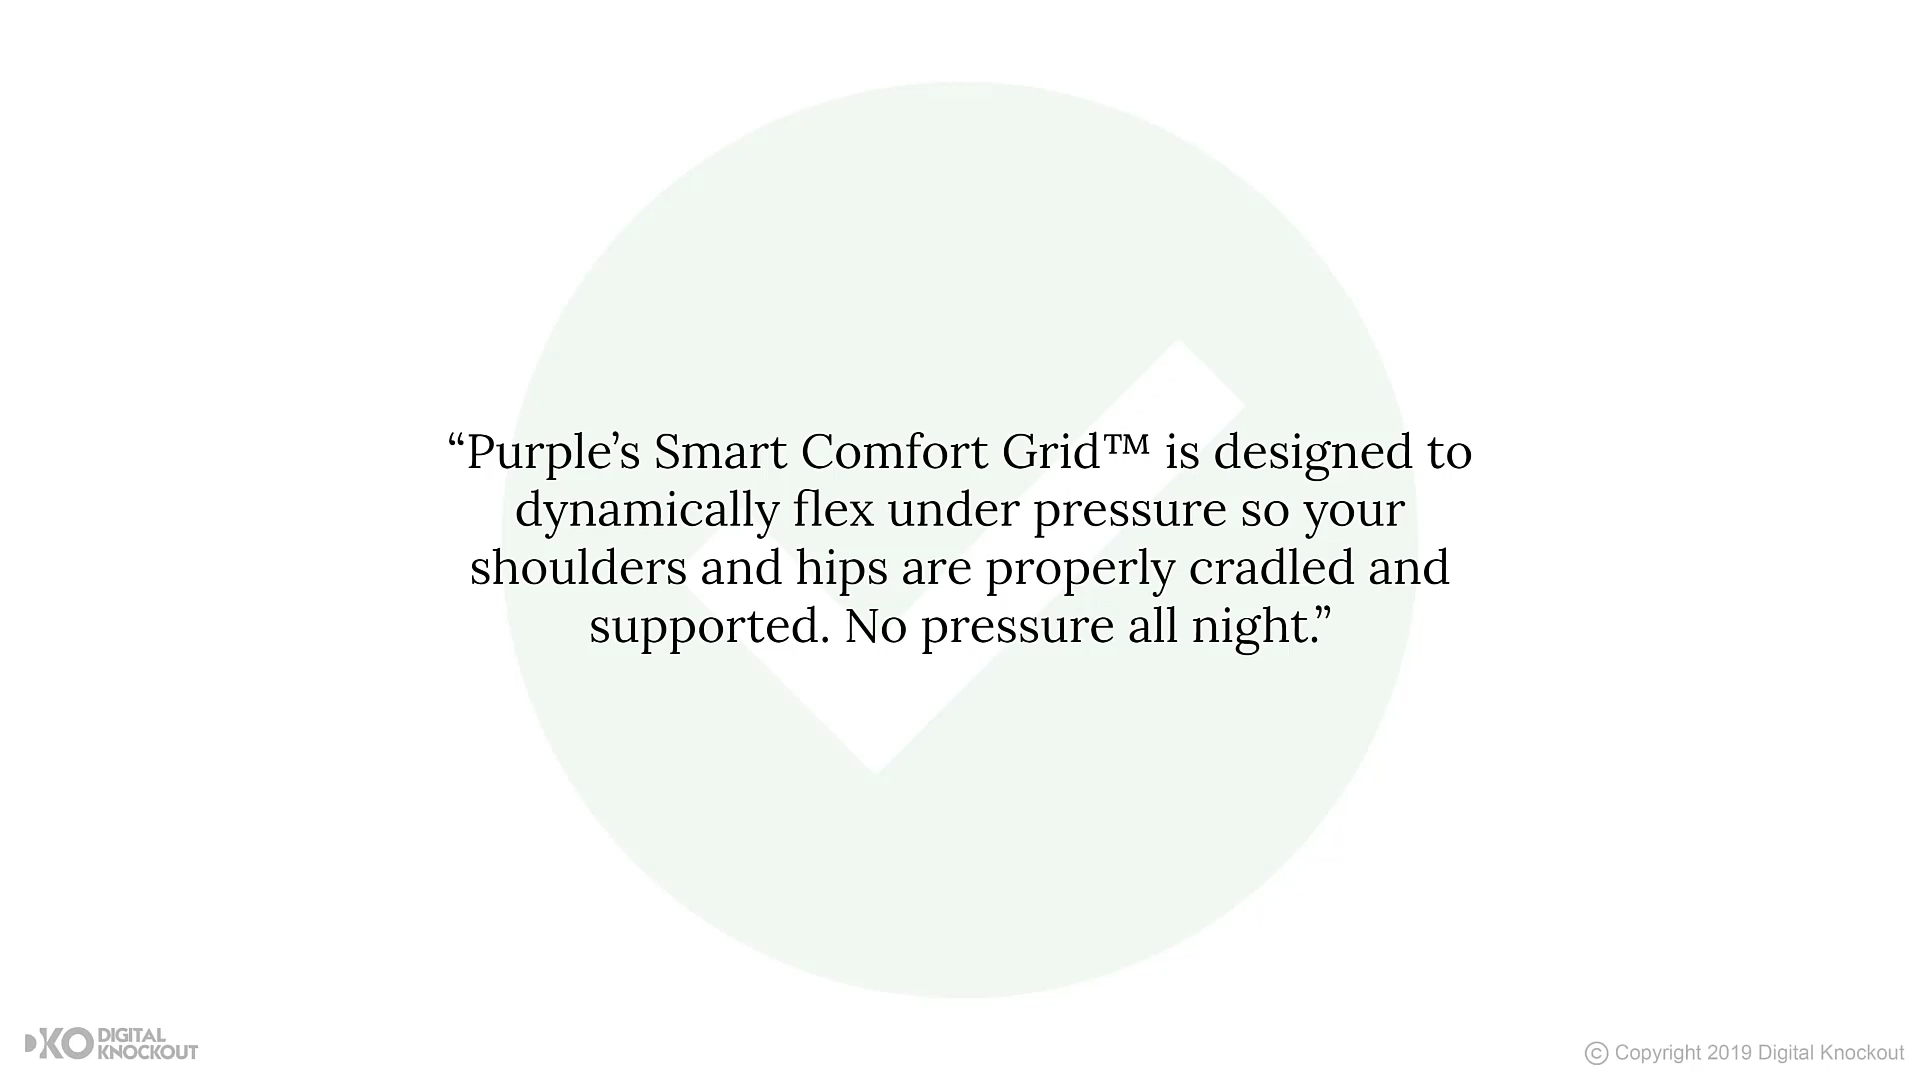 “Purple’s Smart Comfort Grid™ is designed to
dynamically flex under pressure so your
shoulders and hips are properly cradled and
supported. No pressure all night.”
KO DIGITAL
KNOCKOUT
© Copyright 2019 Digital Knockout